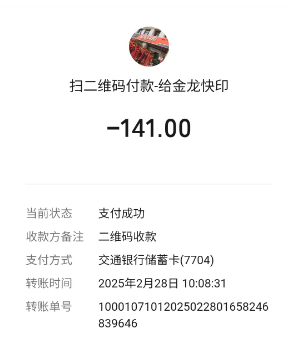 扫二维码付款-给金龙快印
-141.00
当前状态 支付成功
收款方备注 二维码收款
支付方式 交通银行储蓄卡(7704)
转账时间 2025年2月28日 10:08:31
转账单号 10001071012025022801658246
839646